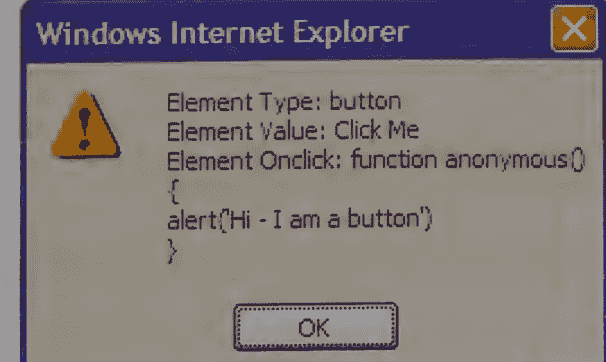 Windows Internet Explorer
Element Type: button
Element Value: Click Me
Element Onclick: function anonymous()
{
alert('Hi - I am a button')
}
OK